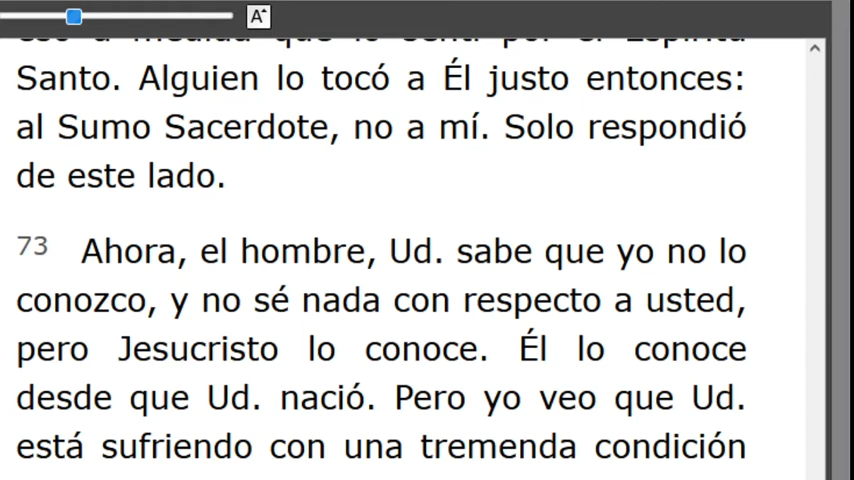 A
Santo. Alguien lo tocó a Él justo entonces:
al Sumo Sacerdote, no a mí. Solo respondió
de este lado.
73 Ahora, el hombre, Ud. sabe que yo no lo
conozco, y no sé nada con respecto a usted,
pero Jesucristo lo conoce. Él lo conoce
desde que Ud. nació. Pero yo veo que Ud.
está sufriendo con una tremenda condición